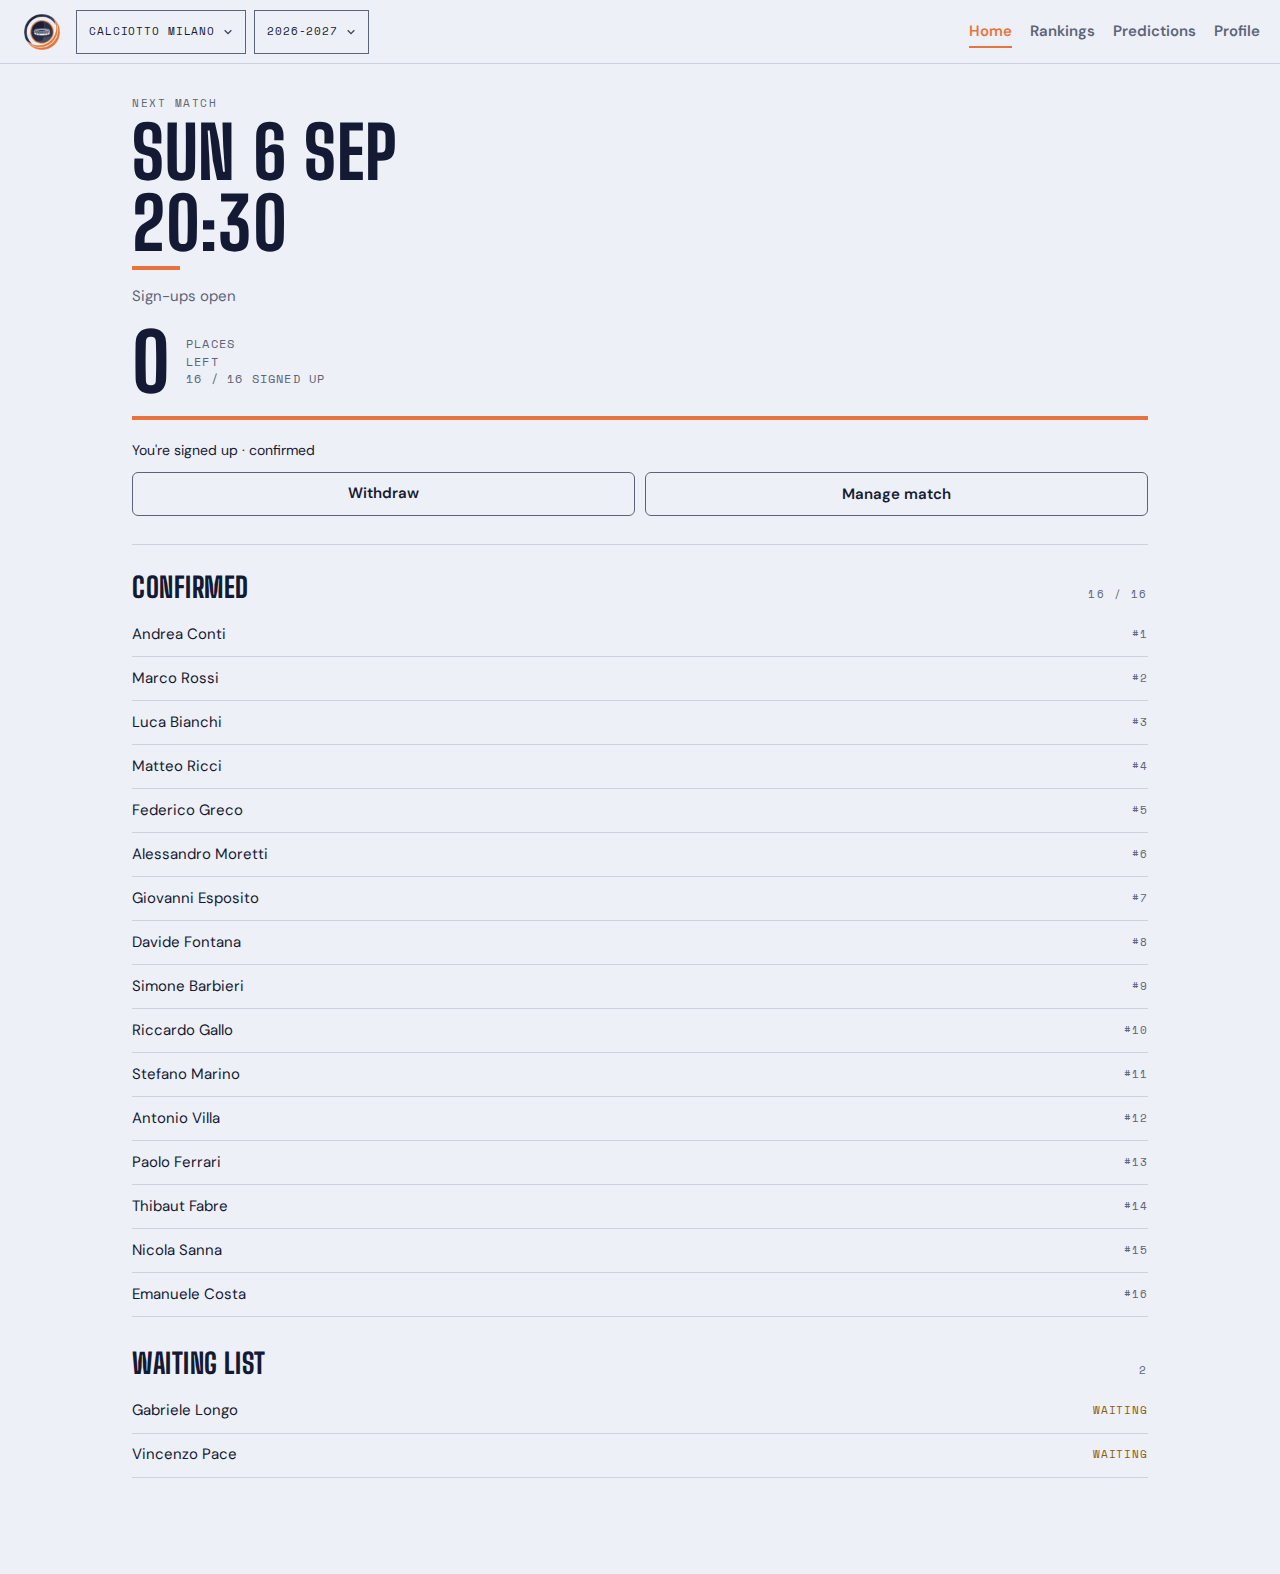 CALCIOTTO MILANO
2026-2027
Home
Rankings
Predictions
Profile
NEXT MATCH
SUN 6 SEP
20:30
Sign-ups open
0
PLACES
LEFT
16 / 16 SIGNED UP
You're signed up · confirmed
Withdraw
Manage match
CONFIRMED
16 / 16
Andrea Conti #1
Marco Rossi #2
Luca Bianchi #3
Matteo Ricci #4
Federico Greco #5
Alessandro Moretti #6
Giovanni Esposito #7
Davide Fontana #8
Simone Barbieri #9
Riccardo Gallo #10
Stefano Marino #11
Antonio Villa #12
Paolo Ferrari #13
Thibaut Fabre #14
Nicola Sanna #15
Emanuele Costa #16
WAITING LIST
2
Gabriele Longo WAITING
Vincenzo Pace WAITING